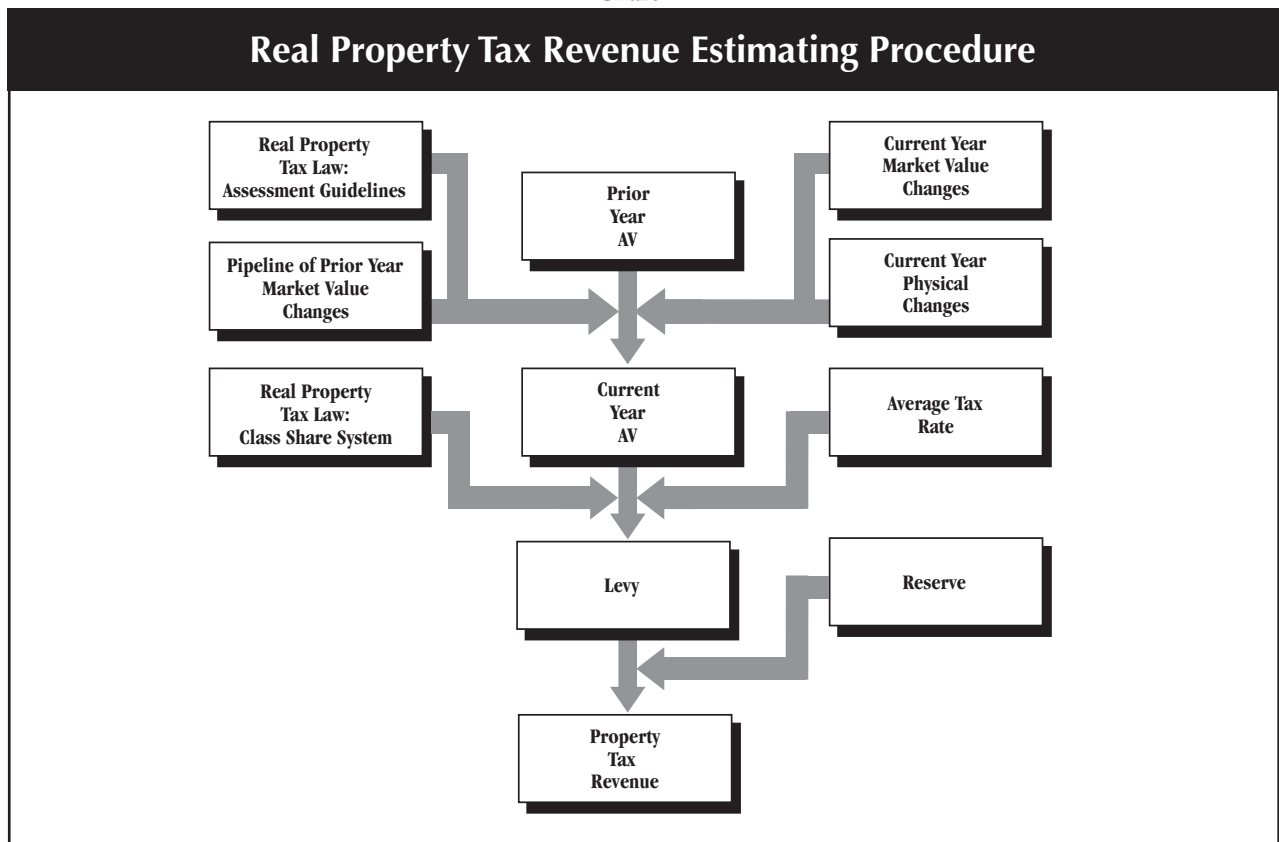 Real Property Tax Revenue Estimating Procedure
Real Property
Tax Law:
Assessment Guidelines
Prior
Year
AV
Current Year
Market Value
Changes
Pipeline of Prior Year
Market Value
Changes
Current Year
Physical
Changes
Real Property
Tax Law:
Class Share System
Current
Year
AV
Average Tax
Rate
Levy
Reserve
Property
Tax
Revenue